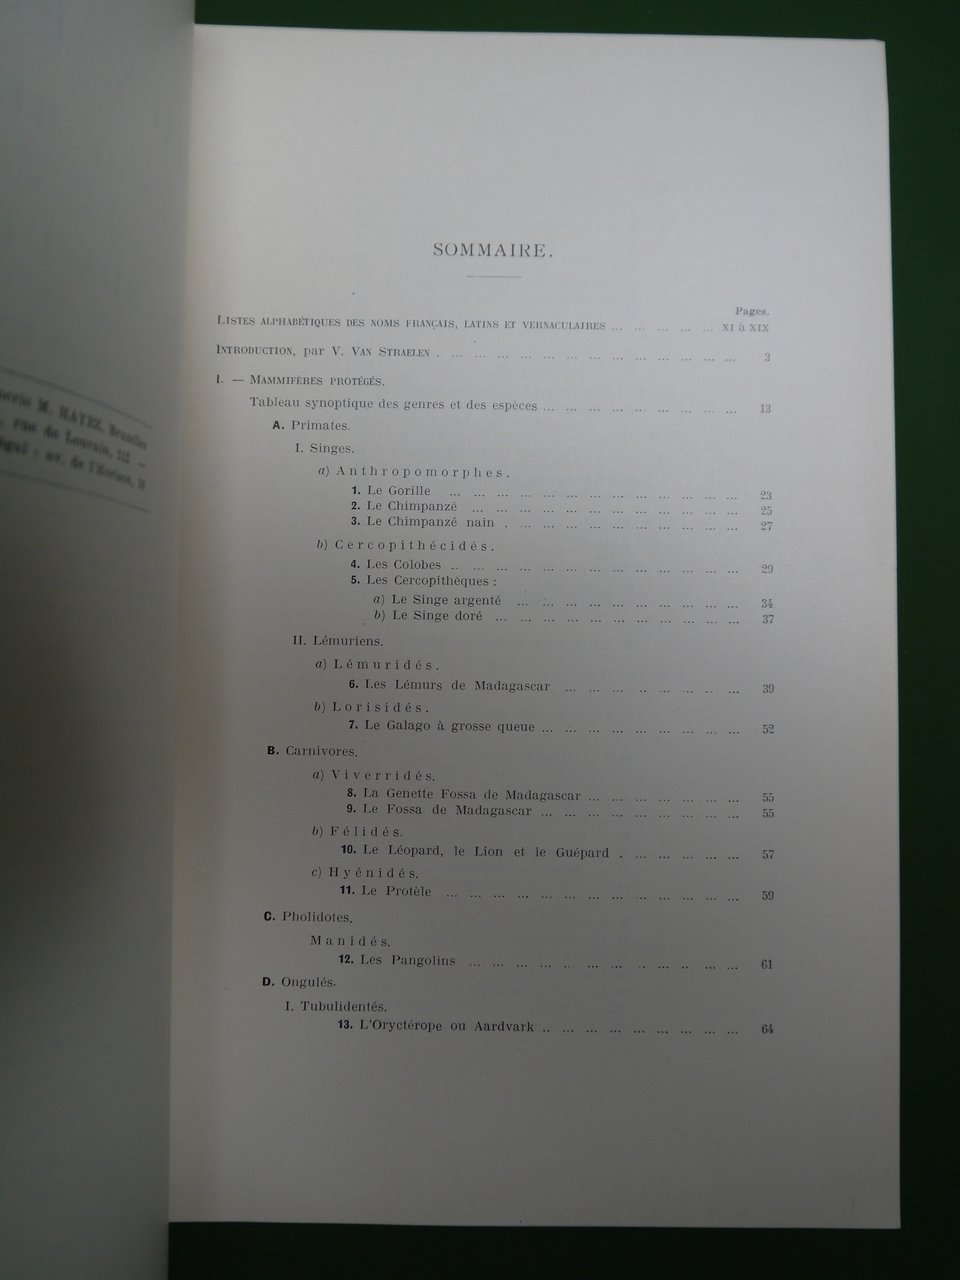 SOMMAIRE.
Pages.
LISTES ALPHABÉTIQUES DES NOMS FRANÇAIS, LATINS ET VERNACULAIRES ... ... ... ... ... XI à XIX
INTRODUCTION, par V. VAN STRAELEN . ... ... ... ... ... ... ... ... ... ... ... ... 3
I. — MAMMIFÈRES PROTÉGÉS.
Tableau synoptique des genres et des espèces ... ... ... ... ... ... ... ... ... 13
A. Primates.
I. Singes.
a) Anthropomorphes.
1. Le Gorille ... ... ... ... ... ... ... ... ... ... ... ... 23
2. Le Chimpanzé ... ... ... ... ... ... ... ... ... ... ... ... 25
3. Le Chimpanzé nain . ... ... ... ... ... ... ... ... ... ... 27
b) Cercopithécidés.
4. Les Colobes .. ... ... ... ... ... ... ... ... ... ... ... ... 29
5. Les Cercopithèques :
a) Le Singe argenté ... ... ... ... ... ... ... ... ... ... 34
b) Le Singe doré ... ... ... ... ... ... ... ... ... ... ... 37
II. Lémuriens.
a) Lémuridés.
6. Les Lémurs de Madagascar ... ... ... .. ... ... .. ... 39
b) Lorisidés.
7. Le Galago à grosse queue ... ... ... ... ... ... ... ... ... 52
B. Carnivores.
a) Viverridés.
8. La Genette Fossa de Madagascar ... ... ... ... ... ... ... 55
9. Le Fossa de Madagascar ... ... ... ... ... ... ... ... ... 55
b) Félidés.
10. Le Léopard, le Lion et le Guépard . ... ... ... ... ... 57
c) Hyénidés.
11. Le Protèle ... ... ... ... ... ... ... ... ... ... ... ... ... 59
C. Pholidotes.
Manidés.
12. Les Pangolins ... ... ... ... ... ... ... .. ... .. ... ... 61
D. Ongulés.
I. Tubulidentés.
13. L'Oryctérope ou Aardvark .. ... ... ... ... ... ... ... ... 64
M. HAYEZ, Bruxelles
rue de Louvain, 112 —
av. de l'Horizon,